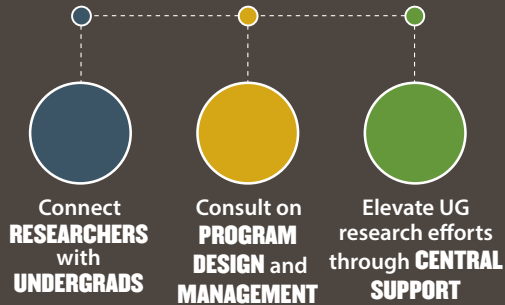 Connect
RESEARCHERS
with
UNDERGRADS
Consult on
PROGRAM
DESIGN and
MANAGEMENT
Elevate UG
research efforts
through CENTRAL
SUPPORT